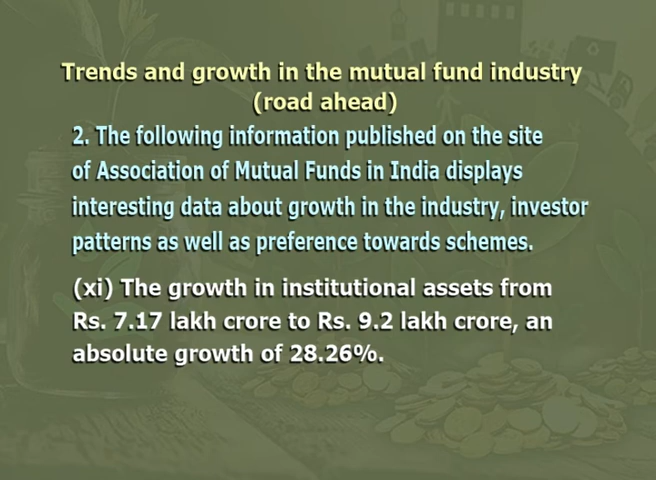 Trends and growth in the mutual fund industry
(road ahead)
2. The following information published on the site
of Association of Mutual Funds in India displays
interesting data about growth in the industry, investor
patterns as well as preference towards schemes.
(xi) The growth in institutional assets from
Rs. 7.17 lakh crore to Rs. 9.2 lakh crore, an
absolute growth of 28.26%.